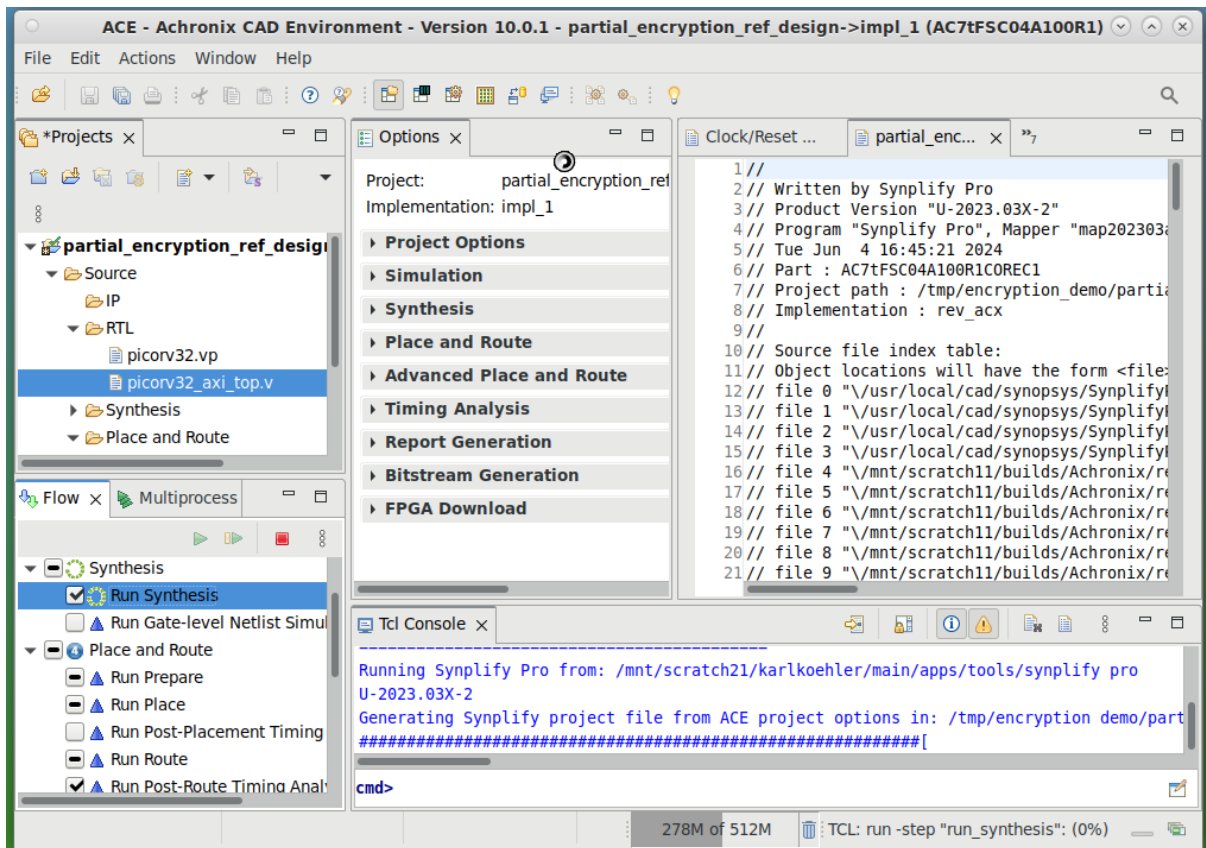 ACE - Achronix CAD Environment - Version 10.0.1 - partial_encryption_ref_design->impl_1 (AC7tFSC04A100R1)
File Edit Actions Window Help
*Projects
partial_encryption_ref_design
Source
IP
RTL
picorv32.vp
picorv32_axi_top.v
Synthesis
Place and Route
Options
Project: partial_encryption_ref
Implementation: impl_1
Project Options
Simulation
Synthesis
Place and Route
Advanced Place and Route
Timing Analysis
Report Generation
Bitstream Generation
FPGA Download
Clock/Reset ... partial_enc... »7
1 //
2 // Written by Synplify Pro
3 // Product Version "U-2023.03X-2"
4 // Program "Synplify Pro", Mapper "map202303a
5 // Tue Jun  4 16:45:21 2024
6 // Part : AC7tFSC04A100R1COREC1
7 // Project path : /tmp/encryption_demo/partia
8 // Implementation : rev_acx
9 //
10 // Source file index table:
11 // Object locations will have the form <file>
12 // file 0 "\/usr/local/cad/synopsys/Synplify
13 // file 1 "\/usr/local/cad/synopsys/Synplify
14 // file 2 "\/usr/local/cad/synopsys/Synplify
15 // file 3 "\/usr/local/cad/synopsys/Synplify
16 // file 4 "\/mnt/scratch11/builds/Achronix/re
17 // file 5 "\/mnt/scratch11/builds/Achronix/re
18 // file 6 "\/mnt/scratch11/builds/Achronix/re
19 // file 7 "\/mnt/scratch11/builds/Achronix/re
20 // file 8 "\/mnt/scratch11/builds/Achronix/re
21 // file 9 "\/mnt/scratch11/builds/Achronix/re
Flow Multiprocess
Synthesis
Run Synthesis
Run Gate-level Netlist Simul
4 Place and Route
Run Prepare
Run Place
Run Post-Placement Timing
Run Route
Run Post-Route Timing Analy
Tcl Console
-------------------------------------------
Running Synplify Pro from: /mnt/scratch21/karlkoehler/main/apps/tools/synplify pro
U-2023.03X-2
Generating Synplify project file from ACE project options in: /tmp/encryption demo/part
###########################################################[
cmd>
278M of 512M TCL: run -step "run_synthesis": (0%)